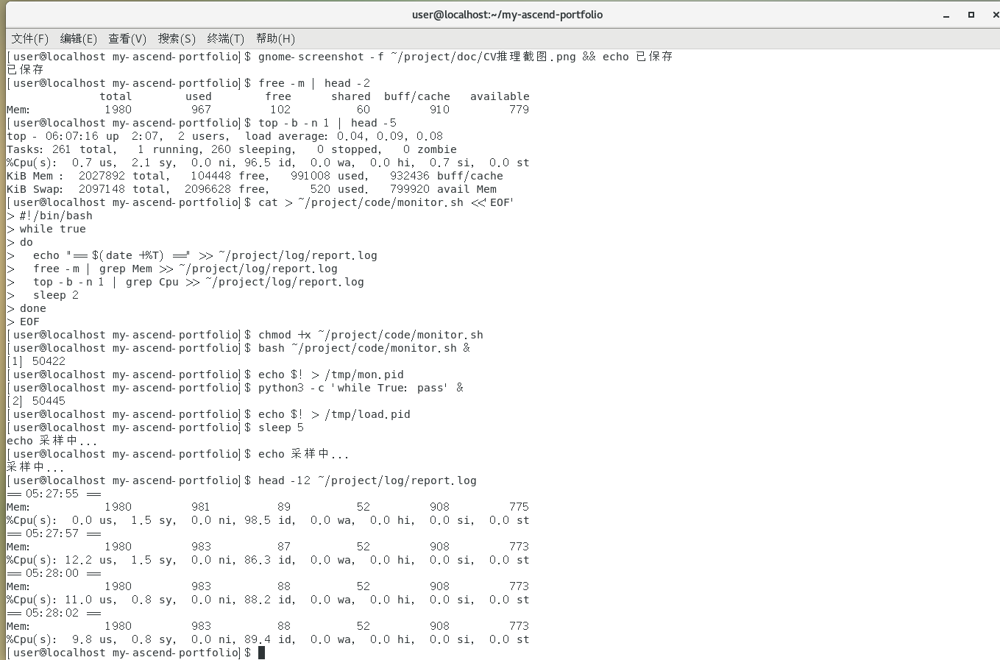 user@localhost:~/my-ascend-portfolio
文件(F) 编辑(E) 查看(V) 搜索(S) 终端(T) 帮助(H)
[user@localhost my-ascend-portfolio]$ gnome-screenshot -f ~/project/doc/CV推理截图.png && echo 已保存
已保存
[user@localhost my-ascend-portfolio]$ free -m | head -2
              total        used        free      shared  buff/cache   available
Mem:           1980         967         102          60         910         779
[user@localhost my-ascend-portfolio]$ top -b -n 1 | head -5
top - 06:07:16 up  2:07,  2 users,  load average: 0.04, 0.09, 0.08
Tasks: 261 total,   1 running, 260 sleeping,   0 stopped,   0 zombie
%Cpu(s):  0.7 us,  2.1 sy,  0.0 ni, 96.5 id,  0.0 wa,  0.0 hi,  0.7 si,  0.0 st
KiB Mem :  2027892 total,   104448 free,   991008 used,   932436 buff/cache
KiB Swap:  2097148 total,  2096628 free,      520 used.   799920 avail Mem
[user@localhost my-ascend-portfolio]$ cat > ~/project/code/monitor.sh <<'EOF'
> #!/bin/bash
> while true
> do
>   echo "== $(date +%T) ==" >> ~/project/log/report.log
>   free -m | grep Mem >> ~/project/log/report.log
>   top -b -n 1 | grep Cpu >> ~/project/log/report.log
>   sleep 2
> done
> EOF
[user@localhost my-ascend-portfolio]$ chmod +x ~/project/code/monitor.sh
[user@localhost my-ascend-portfolio]$ bash ~/project/code/monitor.sh &
[1] 50422
[user@localhost my-ascend-portfolio]$ echo $! > /tmp/mon.pid
[user@localhost my-ascend-portfolio]$ python3 -c 'while True: pass' &
[2] 50445
[user@localhost my-ascend-portfolio]$ echo $! > /tmp/load.pid
[user@localhost my-ascend-portfolio]$ sleep 5
echo 采样中...
[user@localhost my-ascend-portfolio]$ echo 采样中...
采样中...
[user@localhost my-ascend-portfolio]$ head -12 ~/project/log/report.log
== 05:27:55 ==
Mem:           1980         981          89          52         908         775
%Cpu(s):  0.0 us,  1.5 sy,  0.0 ni, 98.5 id,  0.0 wa,  0.0 hi,  0.0 si,  0.0 st
== 05:27:57 ==
Mem:           1980         983          87          52         908         773
%Cpu(s): 12.2 us,  1.5 sy,  0.0 ni, 86.3 id,  0.0 wa,  0.0 hi,  0.0 si,  0.0 st
== 05:28:00 ==
Mem:           1980         983          88          52         908         773
%Cpu(s): 11.0 us,  0.8 sy,  0.0 ni, 88.2 id,  0.0 wa,  0.0 hi,  0.0 si,  0.0 st
== 05:28:02 ==
Mem:           1980         983          88          52         908         773
%Cpu(s):  9.8 us,  0.8 sy,  0.0 ni, 89.4 id,  0.0 wa,  0.0 hi,  0.0 si,  0.0 st
[user@localhost my-ascend-portfolio]$